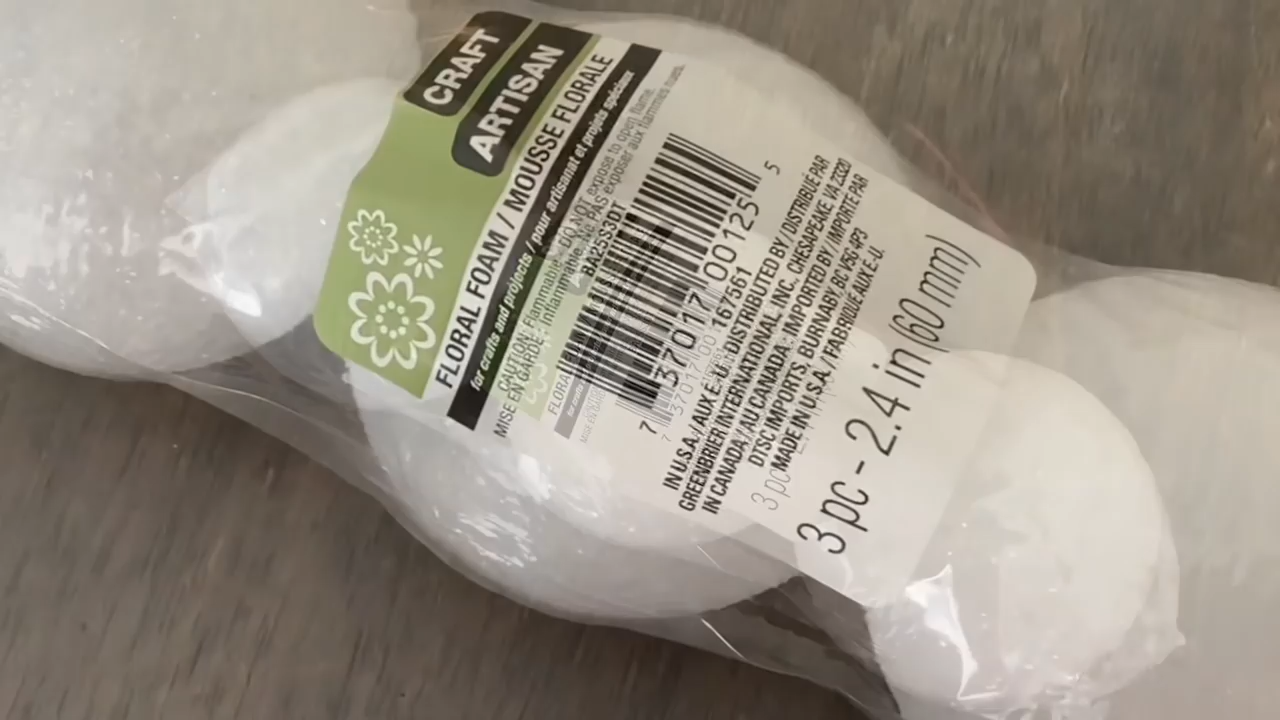 CRAFT
ARTISAN
FLORAL FOAM / MOUSSE FLORALE
for crafts and projects / pour artisanat et projets spéciaux
CAUTION: Flammable. DO NOT expose to open flame.
MISE EN GARDE: Inflammable. Ne PAS exposer aux flammes nues.
7 37017 00125 5
167561
IN U.S.A./AUX É.-U.: DISTRIBUTED BY / DISTRIBUÉ PAR
GREENBRIER INTERNATIONAL, INC., CHESAPEAKE, VA 23320
IN CANADA / AU CANADA: IMPORTED BY / IMPORTÉ PAR
DTSC IMPORTS, BURNABY, BC V5G 4P3
MADE IN U.S.A. / FABRIQUÉ AUX É.-U.
3 pc - 2.4 in (60 mm)